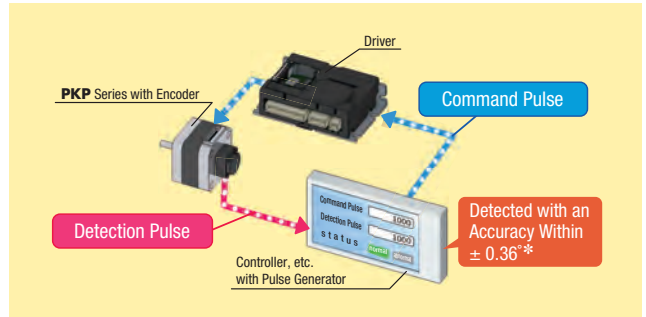 Driver
PKP Series with Encoder
Command Pulse
Command Pulse
1000
Detection Pulse
1000
status
normal
Detection Pulse
Detected with an
Accuracy Within
± 0.36˚*
Controller, etc.
with Pulse Generator